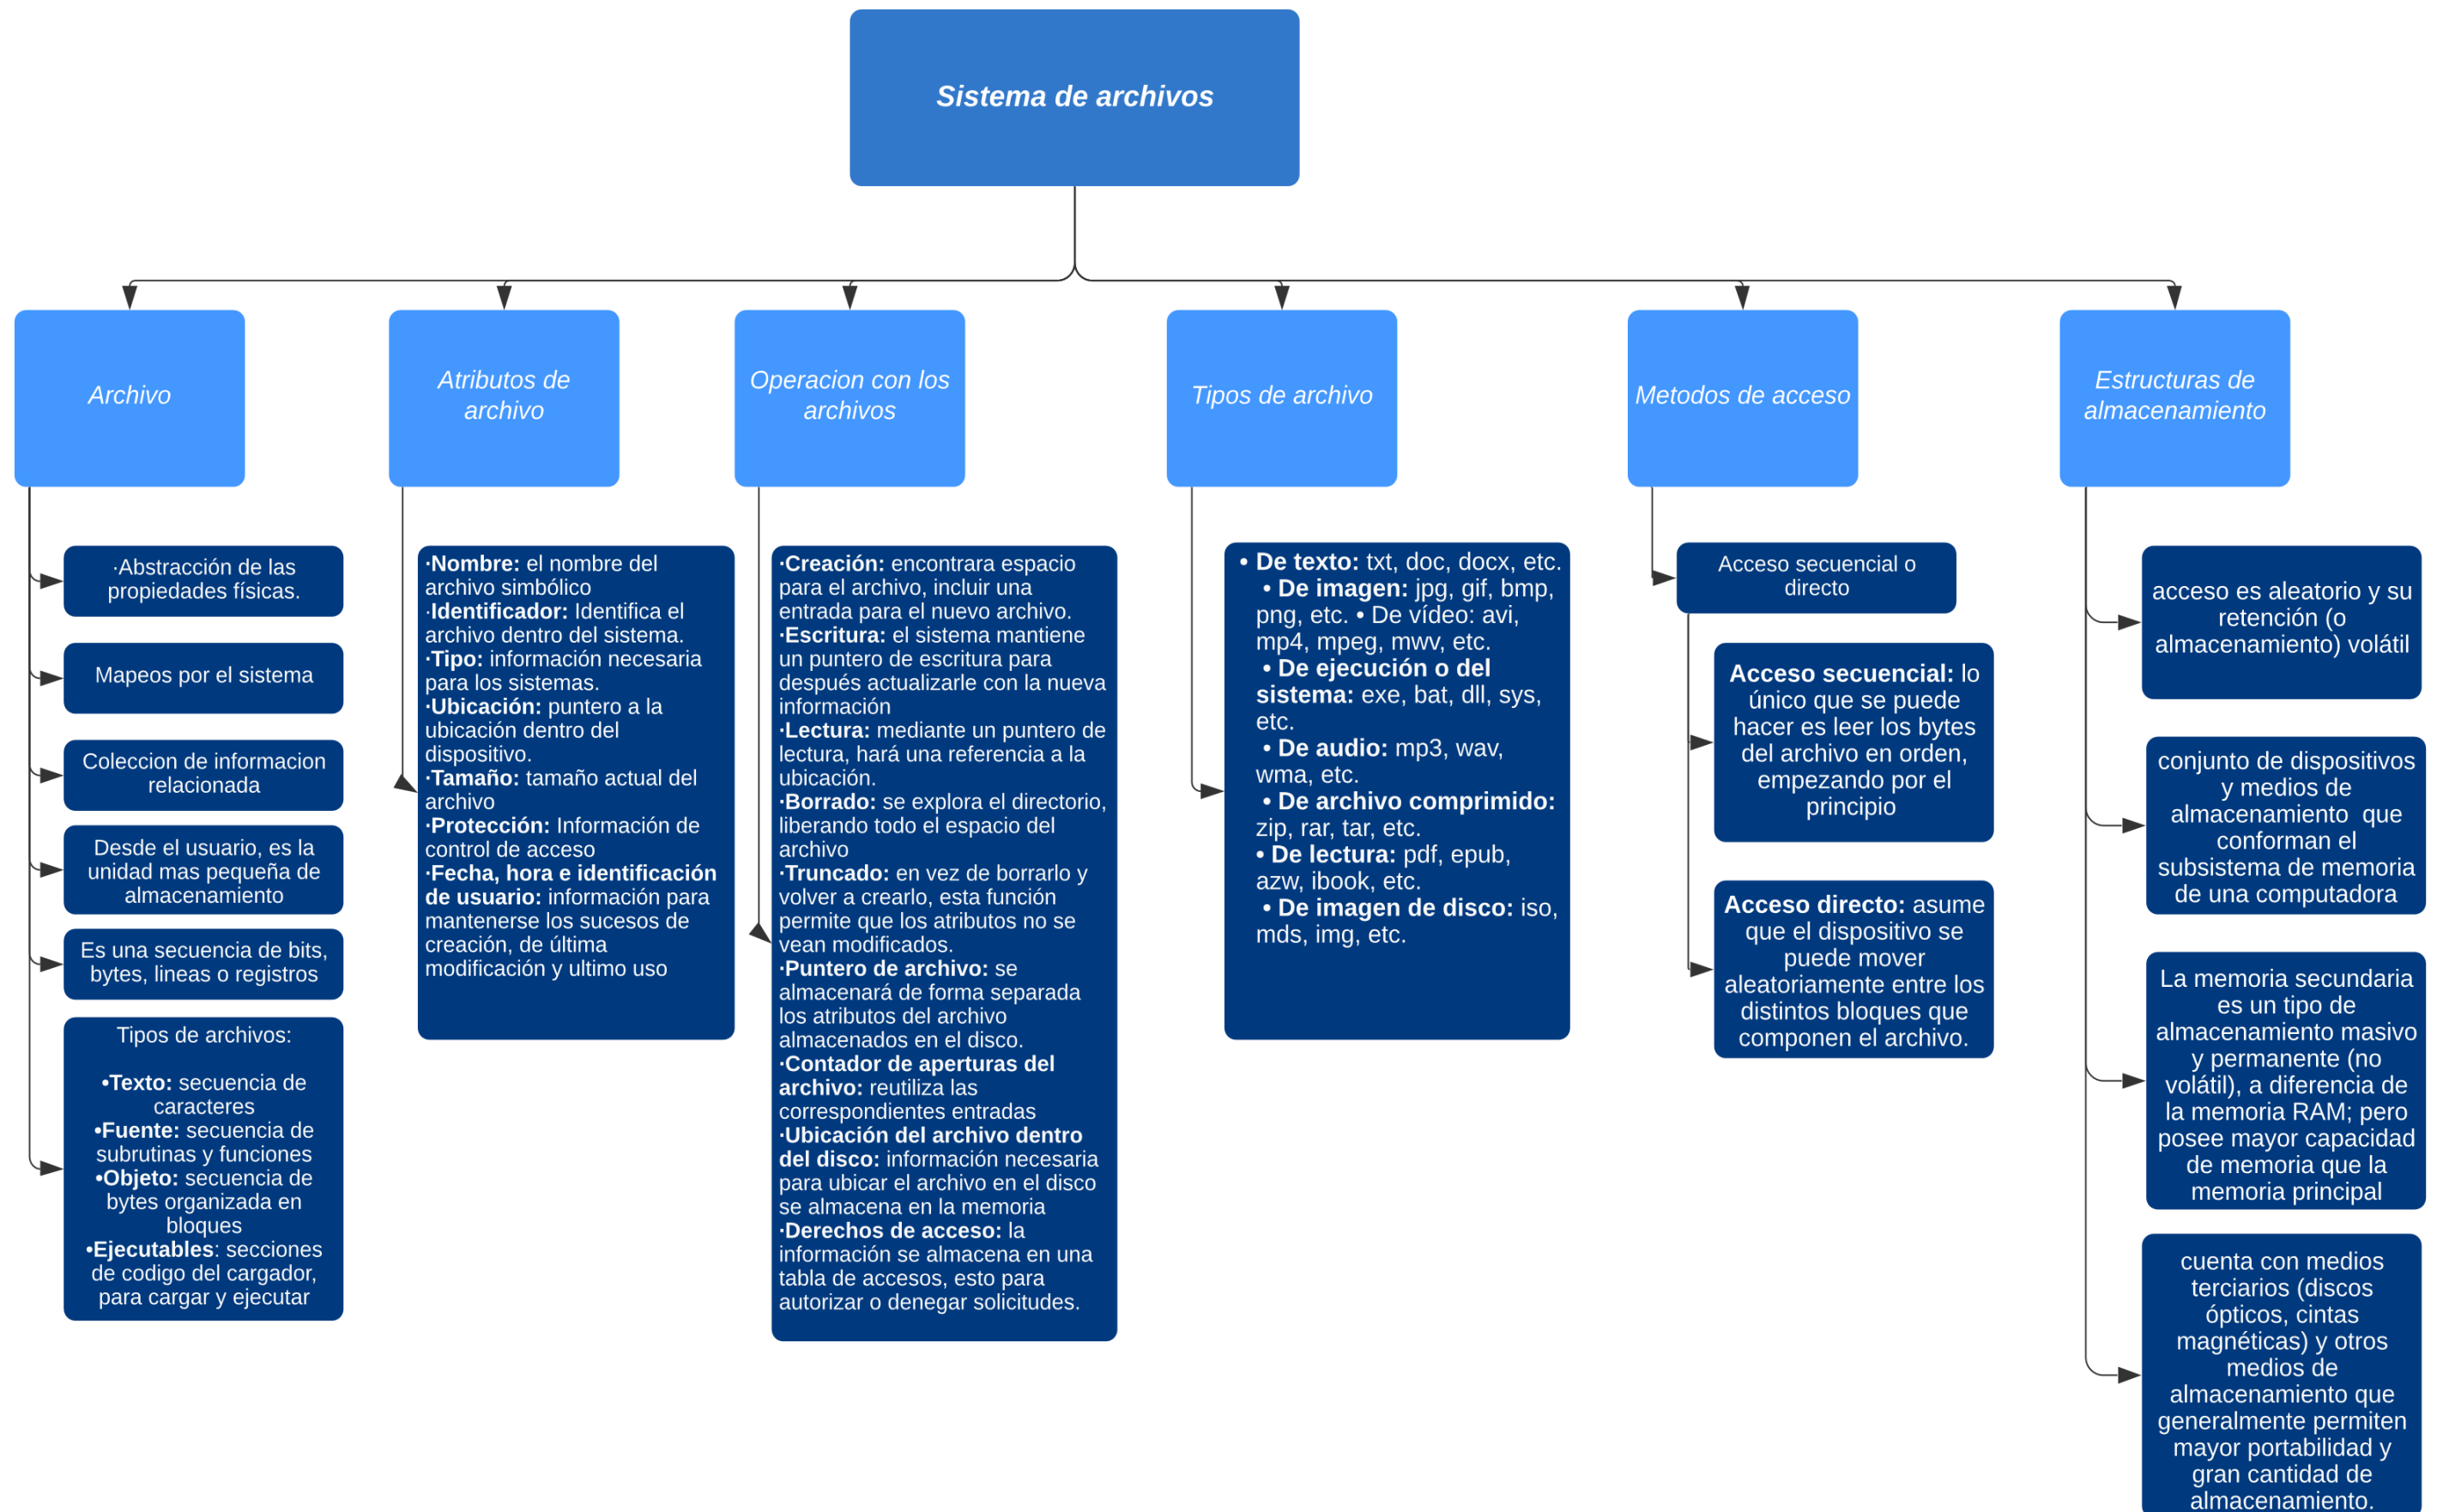 Sistema de archivos
Archivo
Atributos de
archivo
Operacion con los
archivos
Tipos de archivo
Metodos de acceso
Estructuras de
almacenamiento
·Abstracción de las
propiedades físicas.
Mapeos por el sistema
Coleccion de informacion
relacionada
Desde el usuario, es la
unidad mas pequeña de
almacenamiento
Es una secuencia de bits,
bytes, lineas o registros
Tipos de archivos:
•Texto: secuencia de
caracteres
•Fuente: secuencia de
subrutinas y funciones
•Objeto: secuencia de
bytes organizada en
bloques
•Ejecutables: secciones
de codigo del cargador,
para cargar y ejecutar
·Nombre: el nombre del
archivo simbólico
·Identificador: Identifica el
archivo dentro del sistema.
·Tipo: información necesaria
para los sistemas.
·Ubicación: puntero a la
ubicación dentro del
dispositivo.
·Tamaño: tamaño actual del
archivo
·Protección: Información de
control de acceso
·Fecha, hora e identificación
de usuario: información para
mantenerse los sucesos de
creación, de última
modificación y ultimo uso
·Creación: encontrara espacio
para el archivo, incluir una
entrada para el nuevo archivo.
·Escritura: el sistema mantiene
un puntero de escritura para
después actualizarle con la nueva
información
·Lectura: mediante un puntero de
lectura, hará una referencia a la
ubicación.
·Borrado: se explora el directorio,
liberando todo el espacio del
archivo
·Truncado: en vez de borrarlo y
volver a crearlo, esta función
permite que los atributos no se
vean modificados.
·Puntero de archivo: se
almacenará de forma separada
los atributos del archivo
almacenados en el disco.
·Contador de aperturas del
archivo: reutiliza las
correspondientes entradas
·Ubicación del archivo dentro
del disco: información necesaria
para ubicar el archivo en el disco
se almacena en la memoria
·Derechos de acceso: la
información se almacena en una
tabla de accesos, esto para
autorizar o denegar solicitudes.
• De texto: txt, doc, docx, etc.
• De imagen: jpg, gif, bmp,
png, etc. • De vídeo: avi,
mp4, mpeg, mwv, etc.
• De ejecución o del
sistema: exe, bat, dll, sys,
etc.
• De audio: mp3, wav,
wma, etc.
• De archivo comprimido:
zip, rar, tar, etc.
• De lectura: pdf, epub,
azw, ibook, etc.
• De imagen de disco: iso,
mds, img, etc.
Acceso secuencial o
directo
Acceso secuencial: lo
único que se puede
hacer es leer los bytes
del archivo en orden,
empezando por el
principio
Acceso directo: asume
que el dispositivo se
puede mover
aleatoriamente entre los
distintos bloques que
componen el archivo.
acceso es aleatorio y su
retención (o
almacenamiento) volátil
conjunto de dispositivos
y medios de
almacenamiento que
conforman el
subsistema de memoria
de una computadora
La memoria secundaria
es un tipo de
almacenamiento masivo
y permanente (no
volátil), a diferencia de
la memoria RAM; pero
posee mayor capacidad
de memoria que la
memoria principal
cuenta con medios
terciarios (discos
ópticos, cintas
magnéticas) y otros
medios de
almacenamiento que
generalmente permiten
mayor portabilidad y
gran cantidad de
almacenamiento.